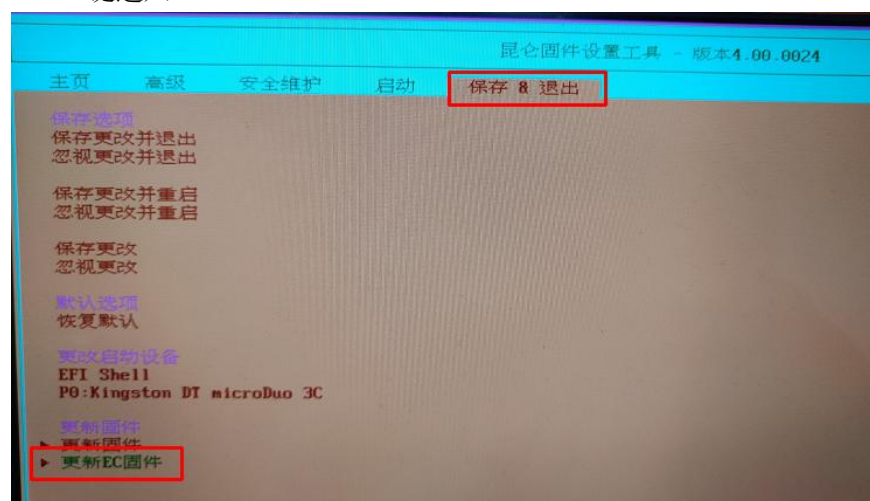 昆仑固件设置工具 - 版本4.00.0024
主页 高级 安全维护 启动 保存 & 退出
保存选项
保存更改并退出
忽视更改并退出
保存更改并重启
忽视更改并重启
保存更改
忽视更改
默认选项
恢复默认
更改启动设备
EFI Shell
P0:Kingston DT microDuo 3C
更新固件
▶ 更新固件
▶ 更新EC固件